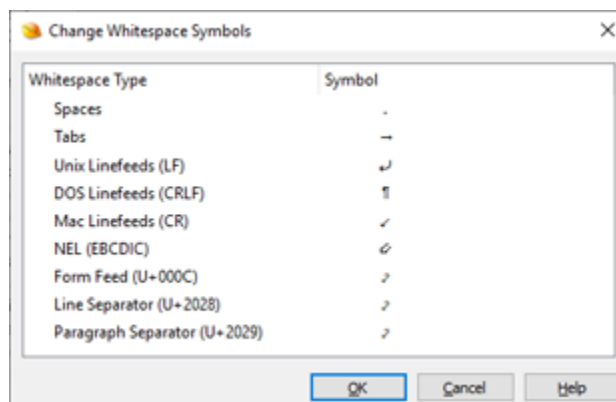 Change Whitespace Symbols
Whitespace Type Symbol
Spaces .
Tabs →
Unix Linefeeds (LF) ↵
DOS Linefeeds (CRLF) ¶
Mac Linefeeds (CR) ↙
NEL (EBCDIC)
Form Feed (U+000C)
Line Separator (U+2028)
Paragraph Separator (U+2029)
OK Cancel Help